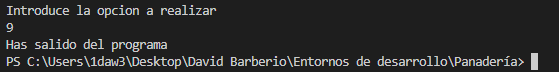 Introduce la opcion a realizar
9
Has salido del programa
PS C:\Users\1daw3\Desktop\David Barberio\Entornos de desarrollo\Panadería>